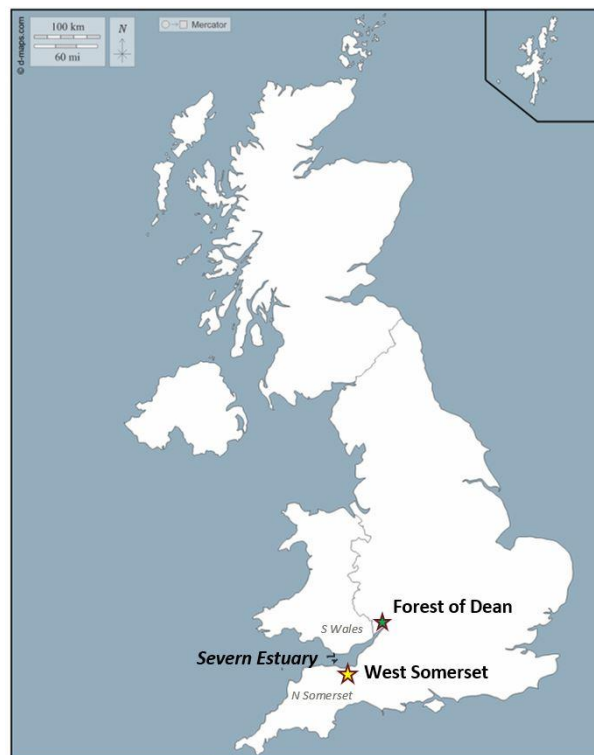 © d-maps.com
100 km
60 mi
N
Mercator
Forest of Dean
S Wales
Severn Estuary
West Somerset
N Somerset